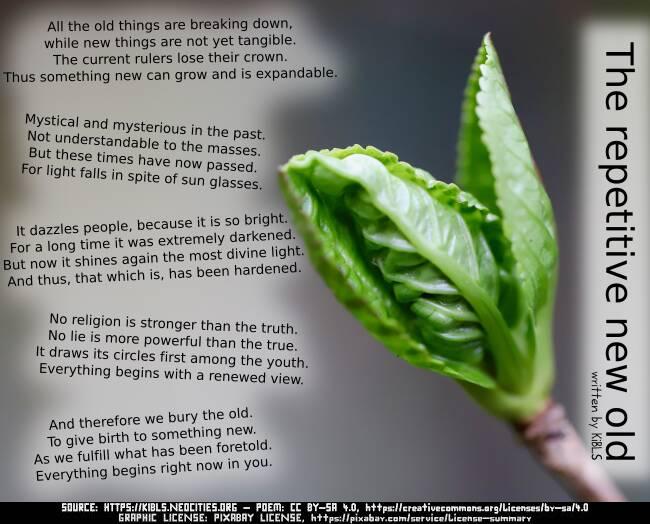 The repetitive new old
written by KiBLS
All the old things are breaking down,
while new things are not yet tangible.
The current rulers lose their crown.
Thus something new can grow and is expandable.
Mystical and mysterious in the past.
Not understandable to the masses.
But these times have now passed.
For light falls in spite of sun glasses.
It dazzles people, because it is so bright.
For a long time it was extremely darkened.
But now it shines again the most divine light.
And thus, that which is, has been hardened.
No religion is stronger than the truth.
No lie is more powerful than the true.
It draws its circles first among the youth.
Everything begins with a renewed view.
And therefore we bury the old.
To give birth to something new.
As we fulfill what has been foretold.
Everything begins right now in you.
SOURCE: HTTPS://KIBLS.NEOCITIES.ORG – POEM: CC BY-SA 4.0, https://creativecommons.org/licenses/by-sa/4.0
GRAPHIC LICENSE: PIXABAY LICENSE, https://pixabay.com/service/license-summary